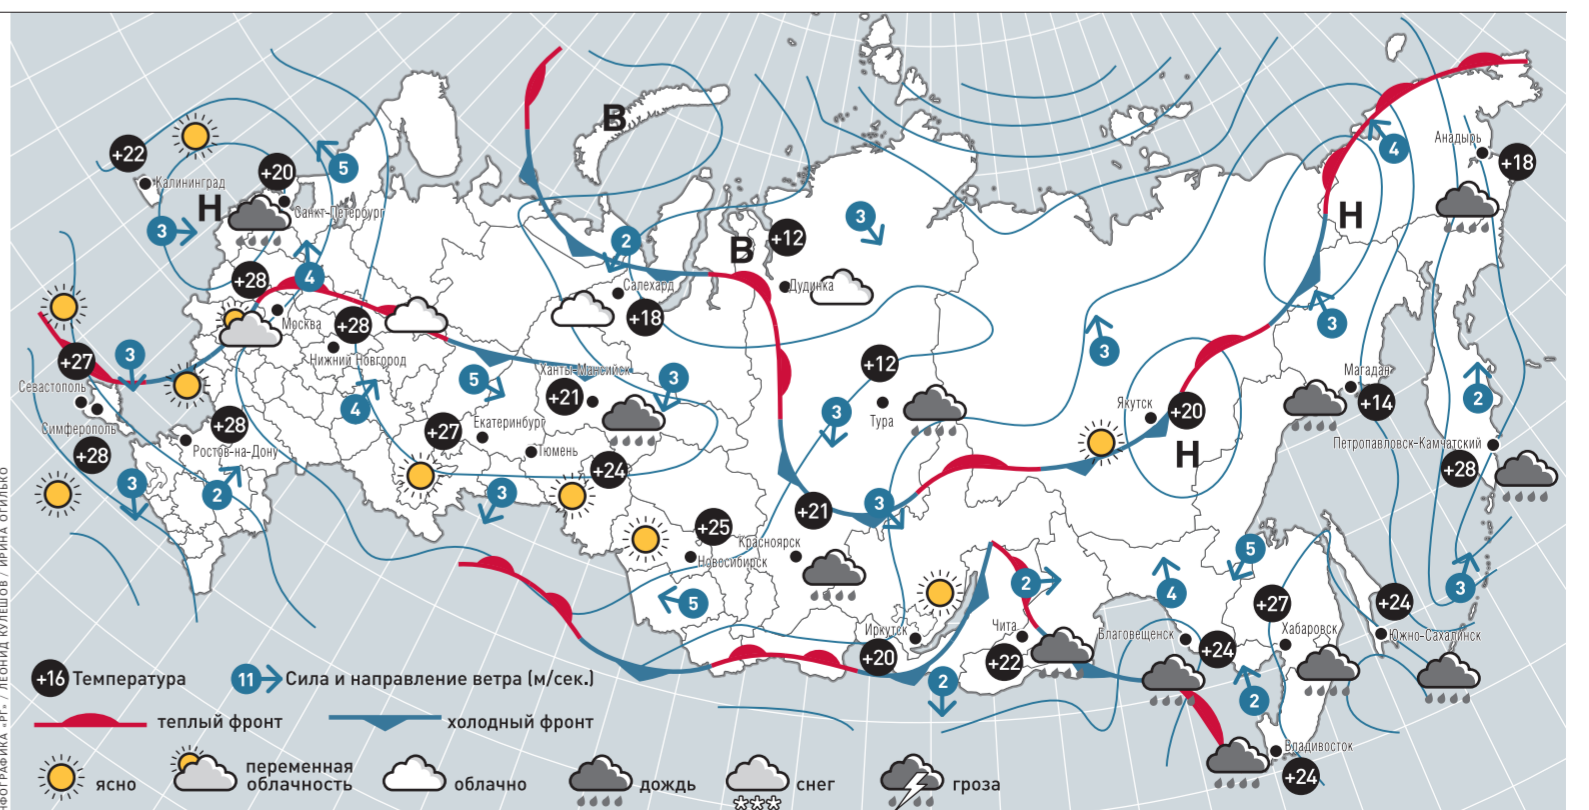 В
+22
Калининград
+20
Санкт-Петербург
Н
5
3
4
+28
Москва
+28
Нижний Новгород
2
Салехард
+18
В
+12
Дудинка
3
4
Анадырь
+18
Н
3
3
+27
Севастополь
3
Симферополь
+28
+28
Ростов-на-Дону
3
2
4
5
Ханты-Мансийск
+21
3
+27
Екатеринбург
Тюмень
+24
3
+12
Тура
3
Якутск
+20
Н
Магадан
+14
2
Петропавловск-Камчатский
+28
+25
Новосибирск
5
+21
Красноярск
3
Иркутск
+20
2
2
Чита
+22
Благовещенск
+24
4
5
+27
Хабаровск
2
Владивосток
+24
+24
Южно-Сахалинск
3
+16 Температура
11 Сила и направление ветра (м/сек.)
теплый фронт
холодный фронт
ясно
переменная
облачность
облачно
дождь
снег
гроза
НФОГРАФИКА «РГ» / ЛЕОНИД КУЛЕШОВ / ИРИНА ОГИЛЬКО